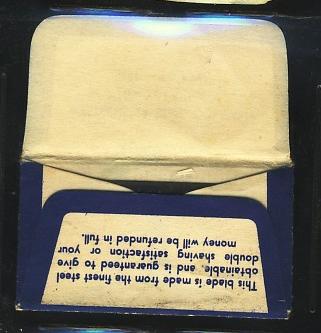 This blade is made from the finest steel
obtainable, and is guaranteed to give
double shaving satisfaction or your
money will be refunded in full.